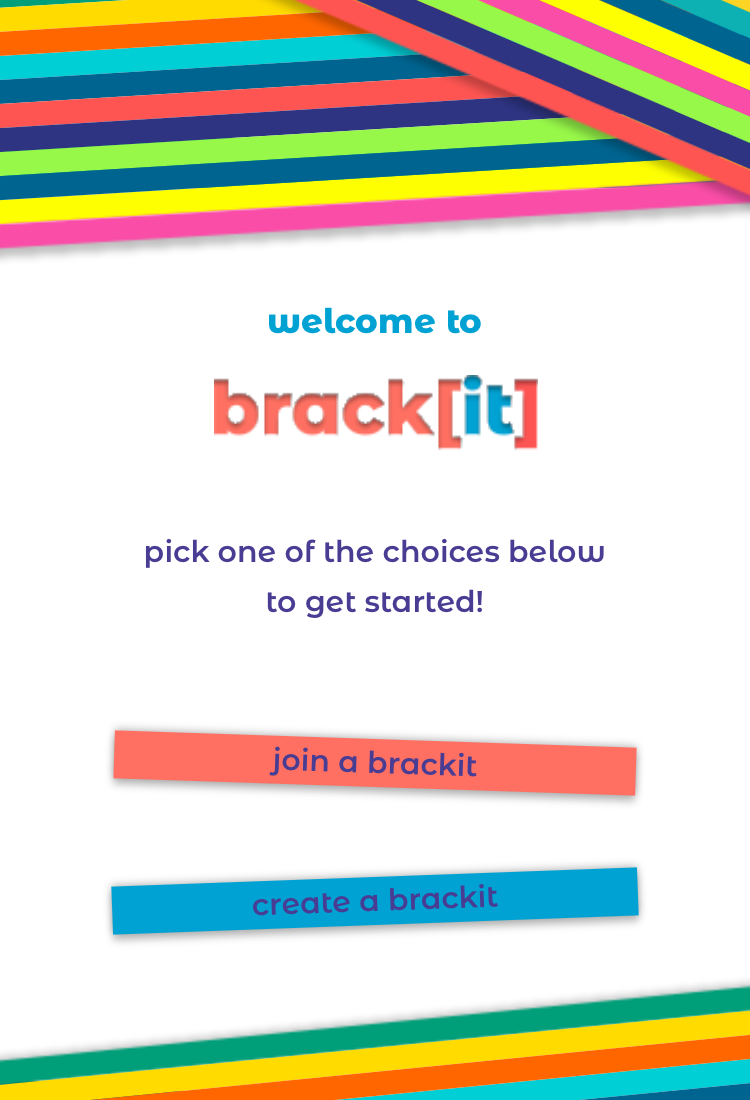 welcome to
brack[it]
pick one of the choices below
to get started!
join a brackit
create a brackit